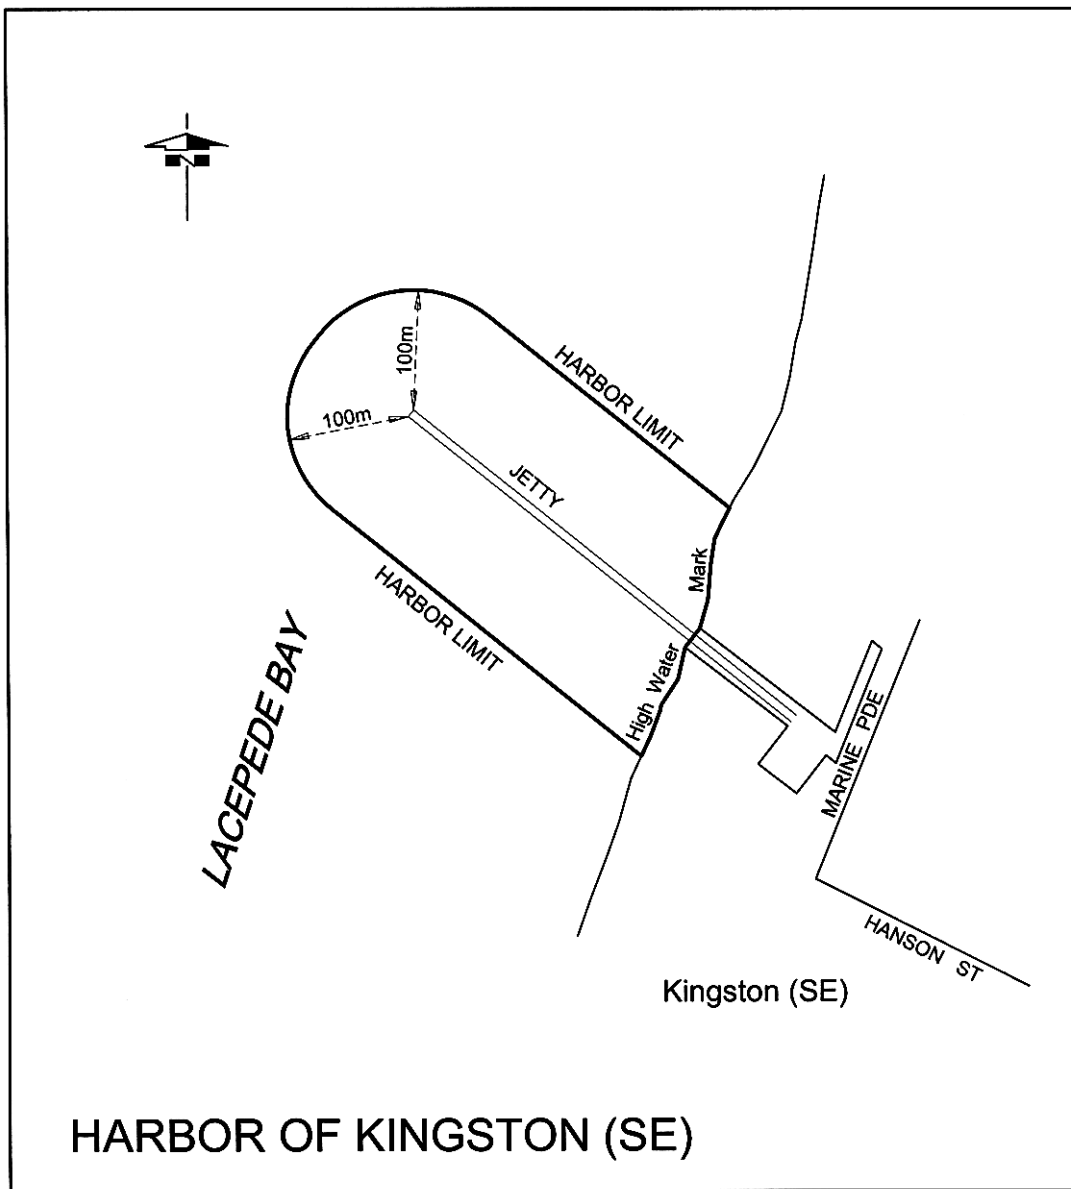 N
100m
100m
HARBOR LIMIT
JETTY
Mark
HARBOR LIMIT
High Water
LACEPEDE BAY
MARINE PDE
HANSON ST
Kingston (SE)
HARBOR OF KINGSTON (SE)